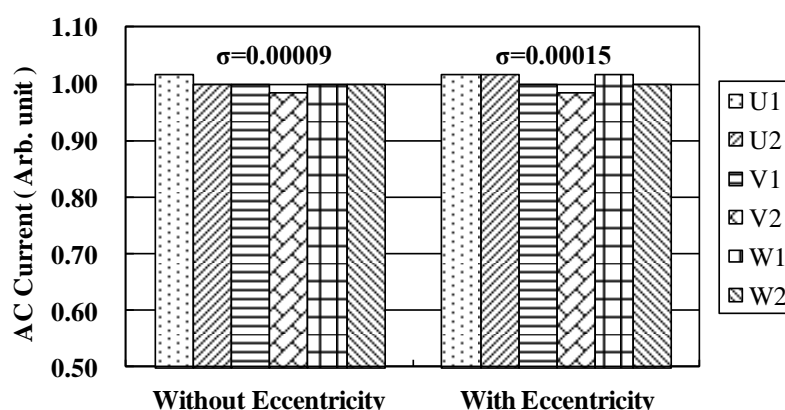 1.10
1.00
0.90
0.80
0.70
0.60
0.50
AC Current ( Arb. unit )
σ=0.00009
σ=0.00015
Without Eccentricity
With Eccentricity
U1
U2
V1
V2
W1
W2